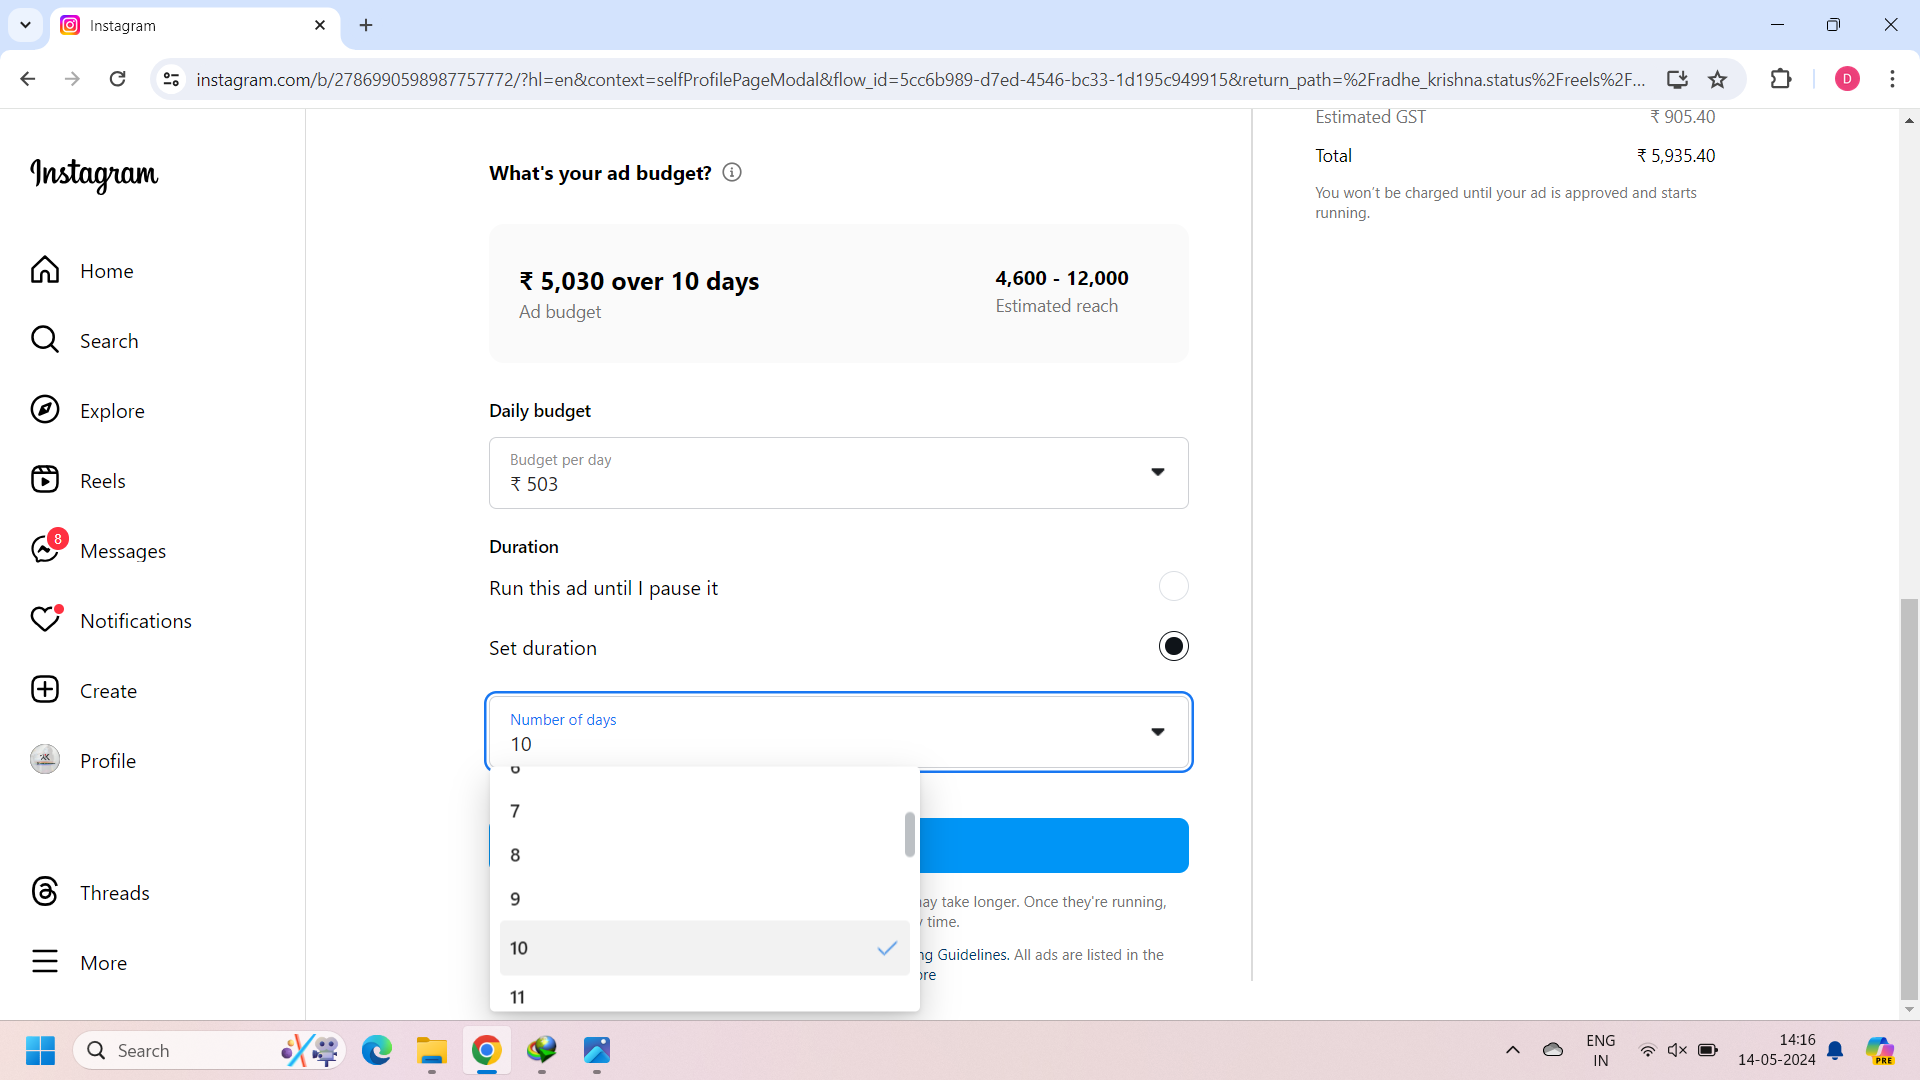 Instagram
instagram.com/b/2786990598987757772/?hl=en&context=selfProfilePageModal&flow_id=5cc6b989-d7ed-4546-bc33-1d195c949915&return_path=%2Fradhe_krishna.status%2Freels%2F...
D
Instagram
Home
Search
Explore
Reels
8
Messages
Notifications
Create
Profile
Threads
More
What's your ad budget?
₹ 5,030 over 10 days
Ad budget
4,600 - 12,000
Estimated reach
Daily budget
Budget per day
₹ 503
Duration
Run this ad until I pause it
Set duration
Number of days
10
6
7
8
9
10
11
may take longer. Once they're running,
time.
Guidelines. All ads are listed in the
Estimated GST ₹ 905.40
Total ₹ 5,935.40
You won't be charged until your ad is approved and starts
running.
Search
ENG
IN
14:16
14-05-2024
PRE